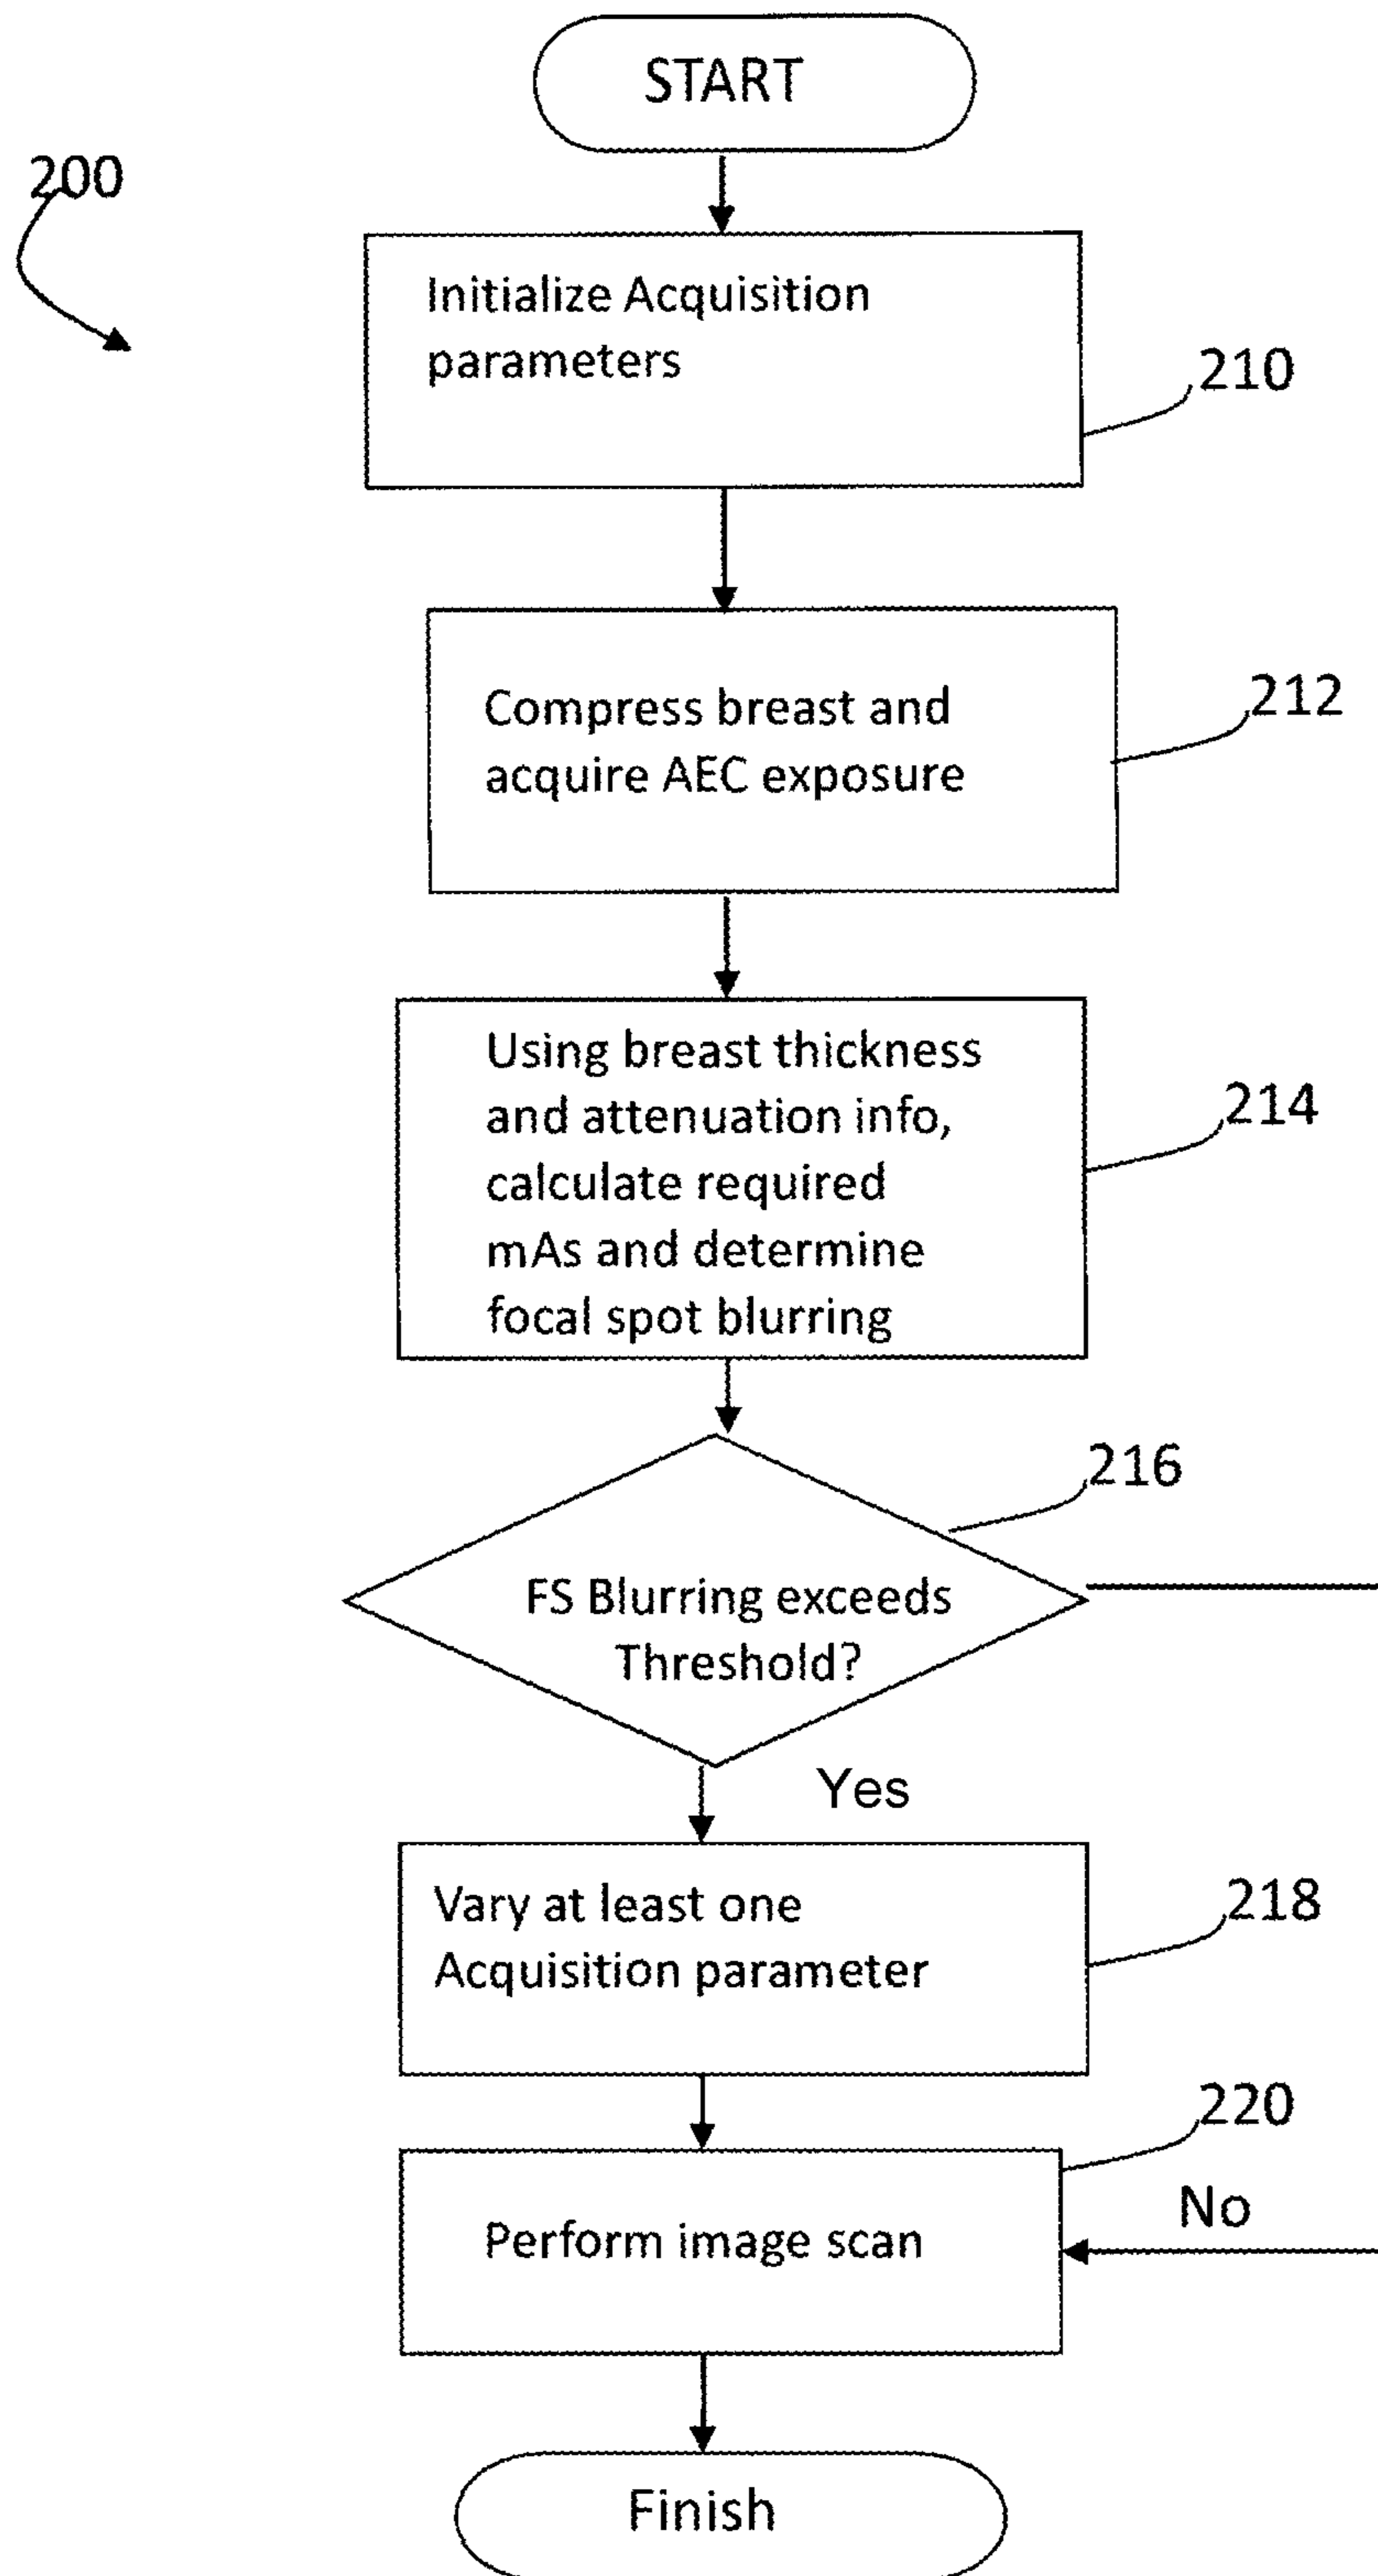 START
200
Initialize Acquisition
parameters
210
Compress breast and
acquire AEC exposure
212
Using breast thickness
and attenuation info,
calculate required
mAs and determine
focal spot blurring
214
216
FS Blurring exceeds
Threshold?
Yes
Vary at least one
Acquisition parameter
218
220
No
Perform image scan
Finish